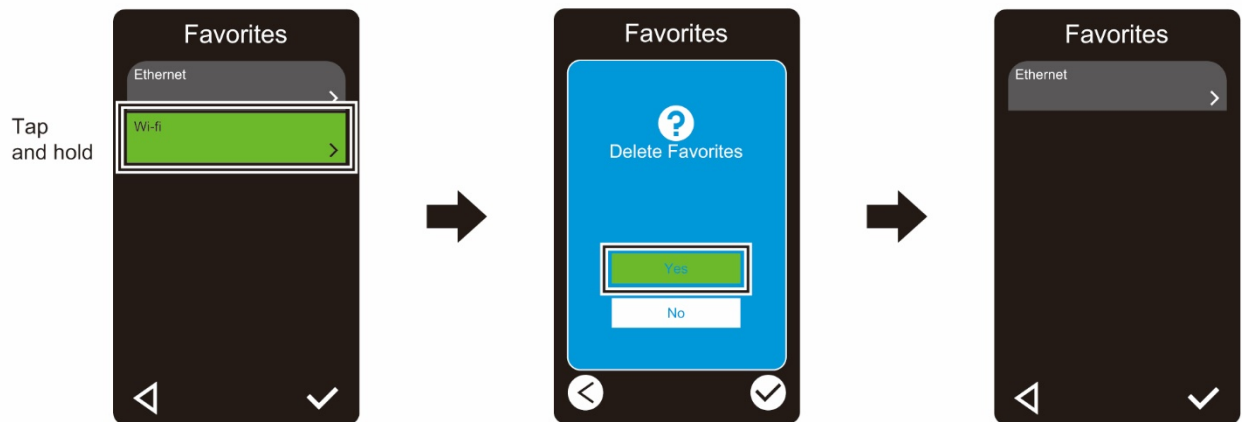 Tap
and hold
Favorites
Ethernet
Wi-fi
Favorites
Delete Favorites
Yes
No
Favorites
Ethernet